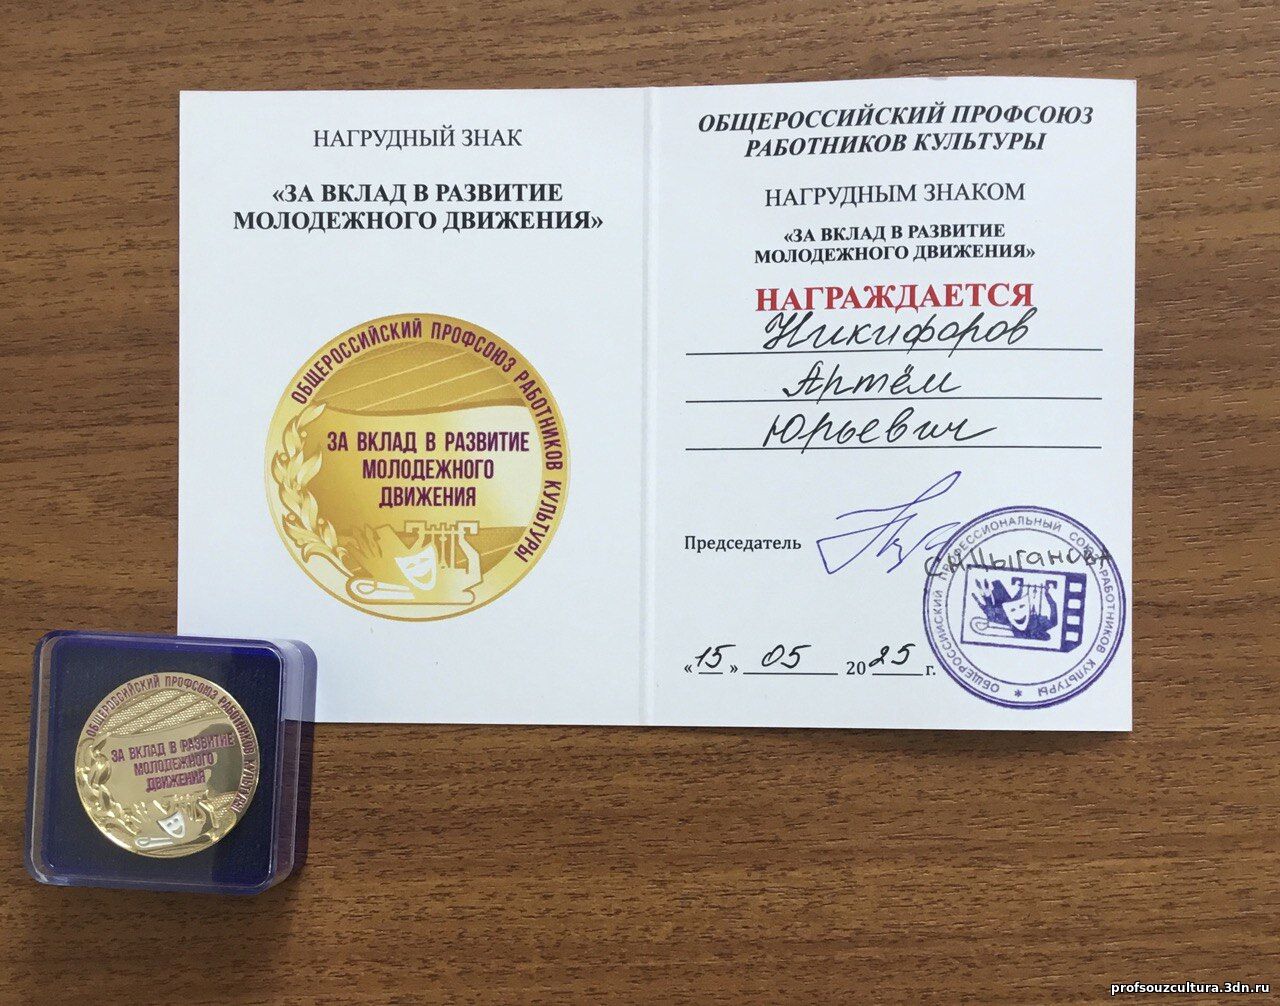 НАГРУДНЫЙ ЗНАК
«ЗА ВКЛАД В РАЗВИТИЕ
МОЛОДЕЖНОГО ДВИЖЕНИЯ»
ОБЩЕРОССИЙСКИЙ ПРОФСОЮЗ РАБОТНИКОВ КУЛЬТУРЫ
ЗА ВКЛАД В РАЗВИТИЕ
МОЛОДЕЖНОГО
ДВИЖЕНИЯ
ОБЩЕРОССИЙСКИЙ ПРОФСОЮЗ
РАБОТНИКОВ КУЛЬТУРЫ
НАГРУДНЫМ ЗНАКОМ
«ЗА ВКЛАД В РАЗВИТИЕ
МОЛОДЕЖНОГО ДВИЖЕНИЯ»
НАГРАЖДАЕТСЯ
Никифоров
Артём
Юрьевич
Председатель
С.Н.Цыганова
ОБЩЕРОССИЙСКИЙ ПРОФЕССИОНАЛЬНЫЙ СОЮЗ РАБОТНИКОВ КУЛЬТУРЫ *
«15» 05 2025 г.
ОБЩЕРОССИЙСКИЙ ПРОФСОЮЗ РАБОТНИКОВ КУЛЬТУРЫ
ЗА ВКЛАД В РАЗВИТИЕ
МОЛОДЕЖНОГО
ДВИЖЕНИЯ
profsouzcultura.3dn.ru